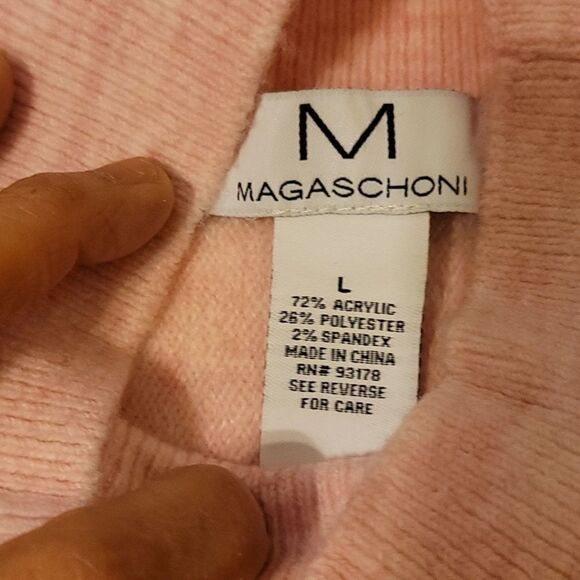 M
MAGASCHONI
L
72% ACRYLIC
26% POLYESTER
2% SPANDEX
MADE IN CHINA
RN# 93178
SEE REVERSE
FOR CARE